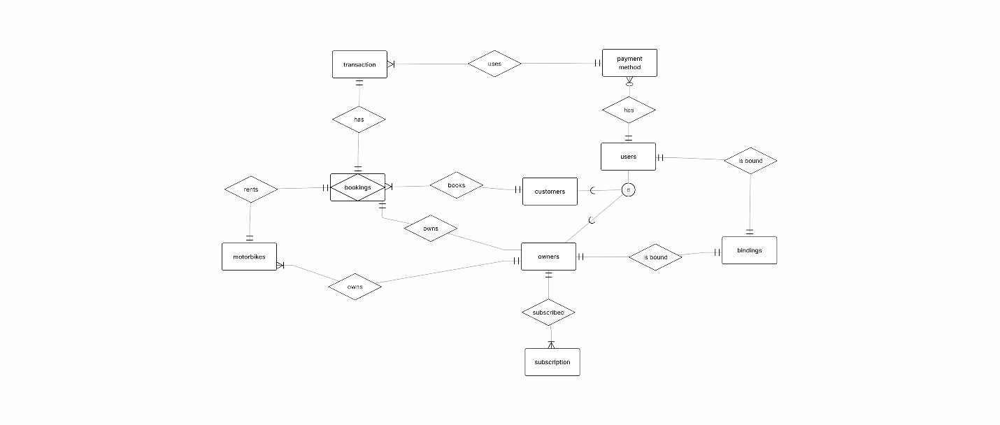 transaction
uses
payment
method
has
has
users
is bound
rents
bookings
books
customers
d
owns
motorbikes
owners
is bound
bindings
owns
subscribed
subscription